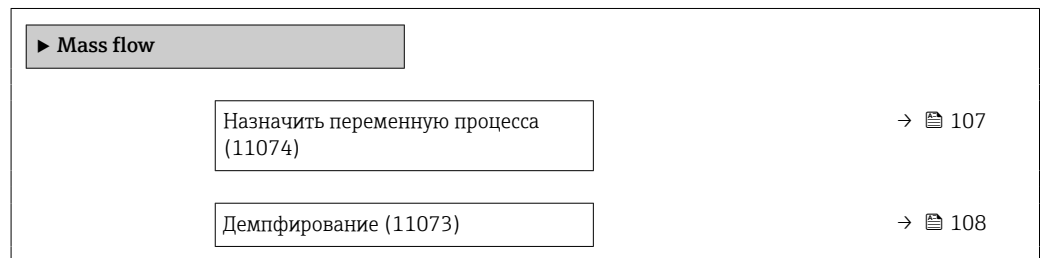 ▶ Mass flow
Назначить переменную процесса
(11074)
→ 107
Демпфирование (11073)
→ 108